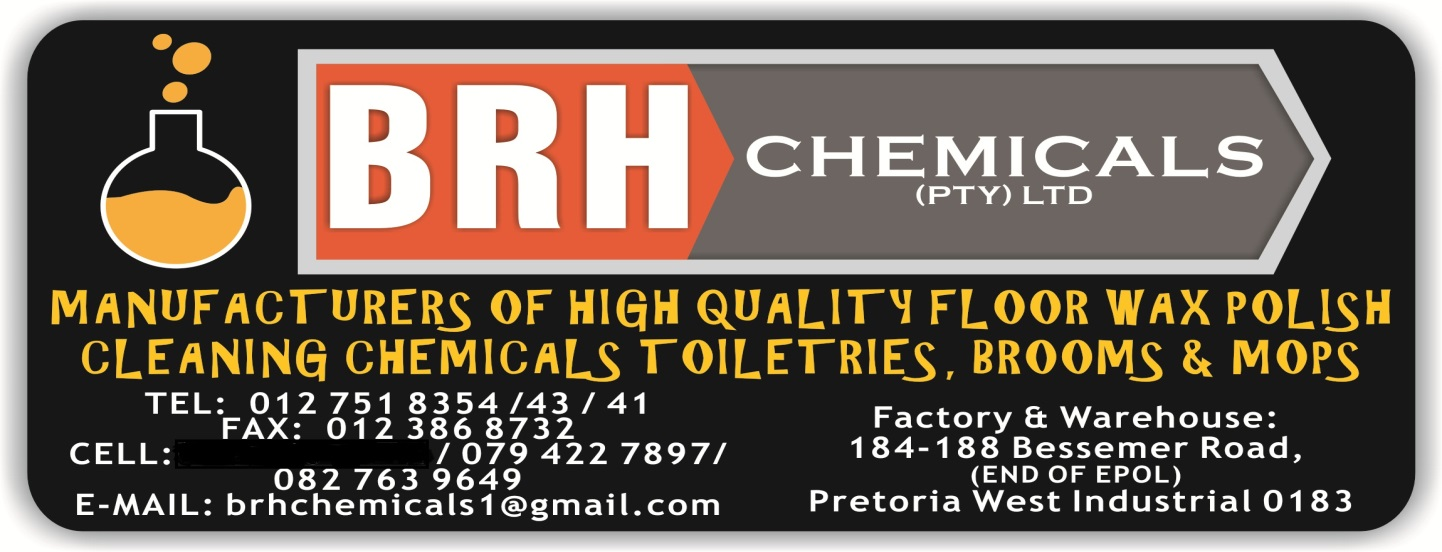 BRH CHEMICALS
(PTY) LTD
MANUFACTURERS OF HIGH QUALITY FLOOR WAX POLISH
CLEANING CHEMICALS TOILETRIES, BROOMS & MOPS
TEL: 012 751 8354 /43 / 41
FAX: 012 386 8732
CELL: / 079 422 7897/
082 763 9649
E-MAIL: brhchemicals1@gmail.com
Factory & Warehouse:
184-188 Bessemer Road,
(END OF EPOL)
Pretoria West Industrial 0183